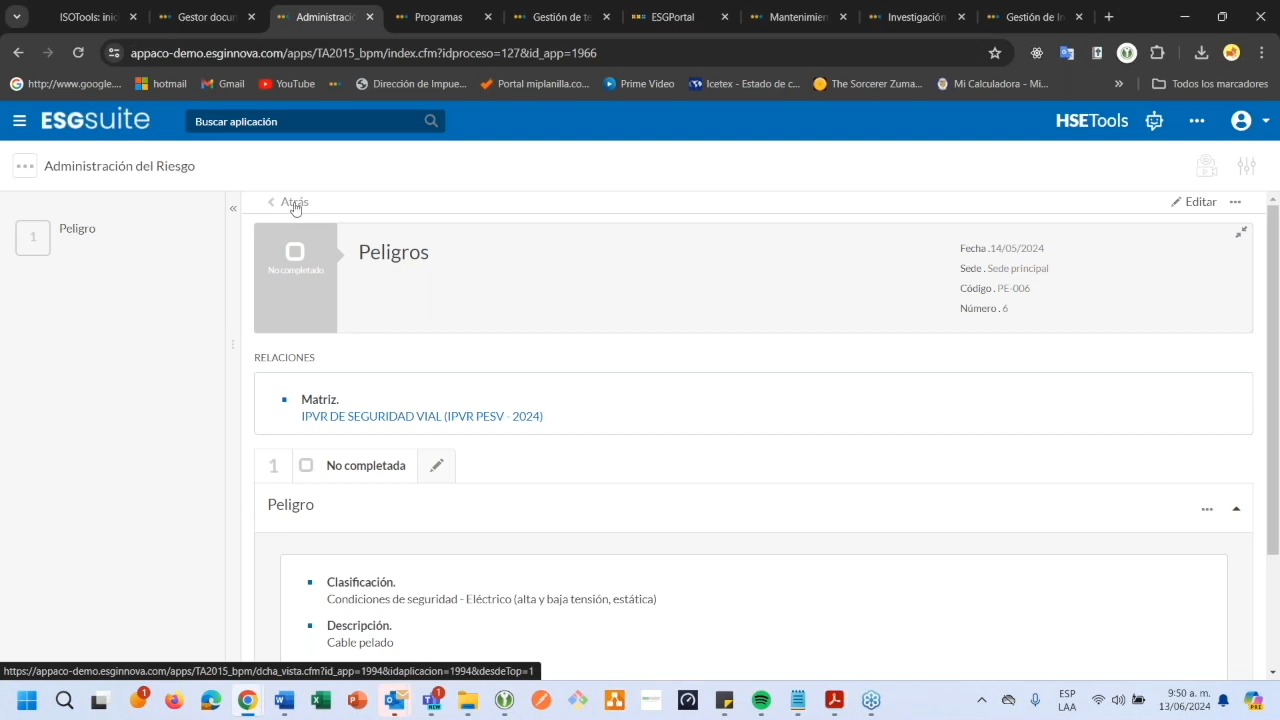 ISOTools: inic
Gestor docur
Administraci
Programas
Gestión de te
ESGPortal
Mantenimien
Investigación
Gestión de In
appaco-demo.esginnova.com/apps/TA2015_bpm/index.cfm?idproceso=127&id_app=1966
http://www.google....
hotmail
Gmail
YouTube
Dirección de Impue...
Portal miplanilla.co...
Prime Video
Icetex - Estado de c...
The Sorcerer Zuma...
Mi Calculadora - Mi...
»
Todos los marcadores
ESGsuite
Buscar aplicación
HSETools
Administración del Riesgo
1
Peligro
«
Atrás
Editar
No completado
Peligros
Fecha .14/05/2024
Sede . Sede principal
Código . PE-006
Número . 6
RELACIONES
Matriz.
IPVR DE SEGURIDAD VIAL (IPVR PESV - 2024)
1
No completada
Peligro
Clasificación.
Condiciones de seguridad - Eléctrico (alta y baja tensión, estática)
Descripción.
Cable pelado
https://appaco-demo.esginnova.com/apps/TA2015_bpm/dcha_vista.cfm?id_app=1994&idaplicacion=1994&desdeTop=1
1
1
ESP
LAA
9:50 a. m.
13/06/2024